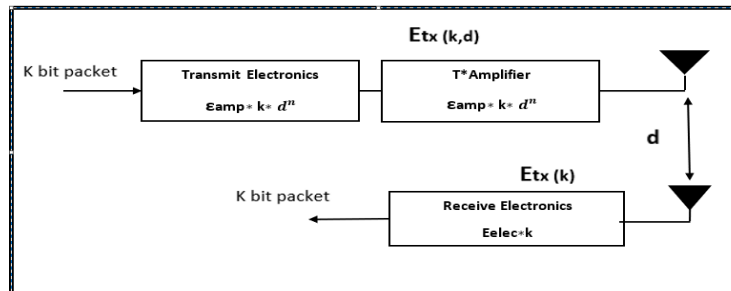 Etx (k,d)
K bit packet
Transmit Electronics
εamp* k* dⁿ
T*Amplifier
εamp* k* dⁿ
d
Etx (k)
K bit packet
Receive Electronics
Eelec*k